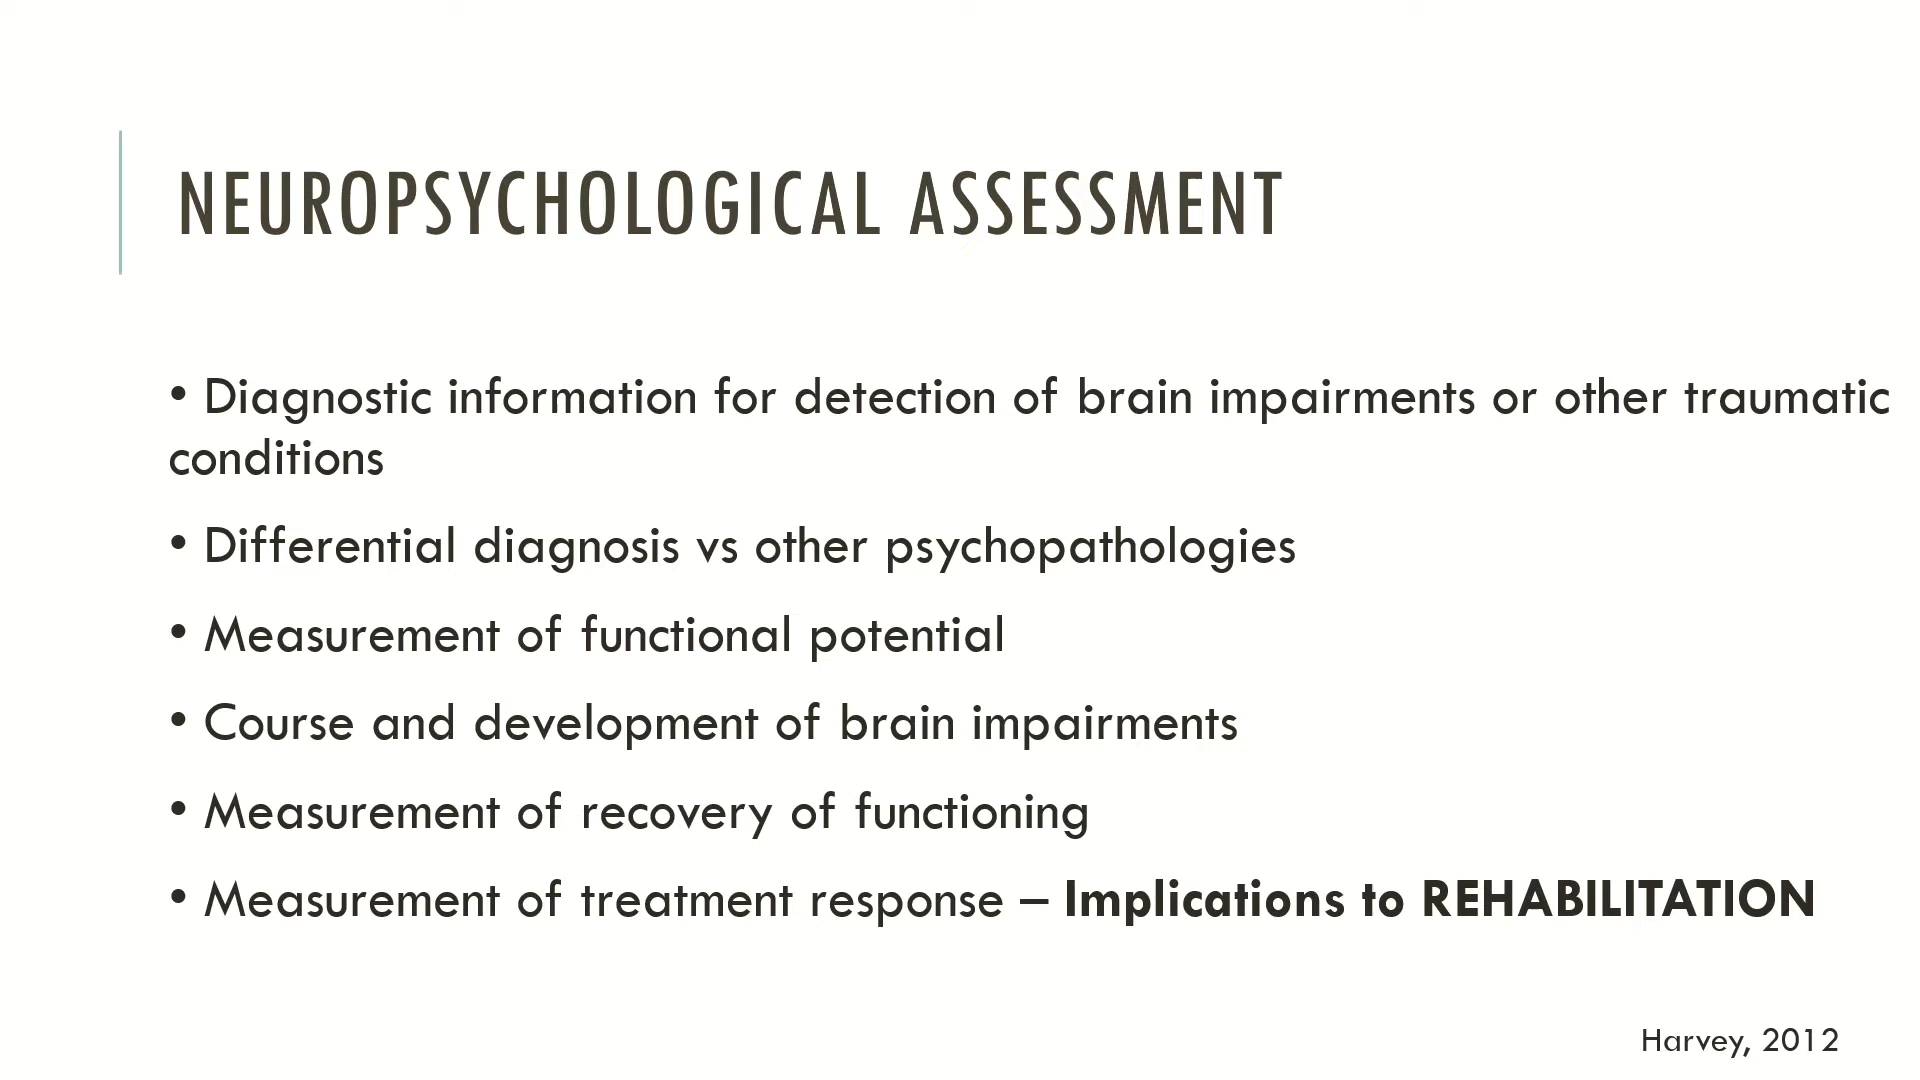 NEUROPSYCHOLOGICAL ASSESSMENT
• Diagnostic information for detection of brain impairments or other traumatic
conditions
• Differential diagnosis vs other psychopathologies
• Measurement of functional potential
• Course and development of brain impairments
• Measurement of recovery of functioning
• Measurement of treatment response – Implications to REHABILITATION
Harvey, 2012